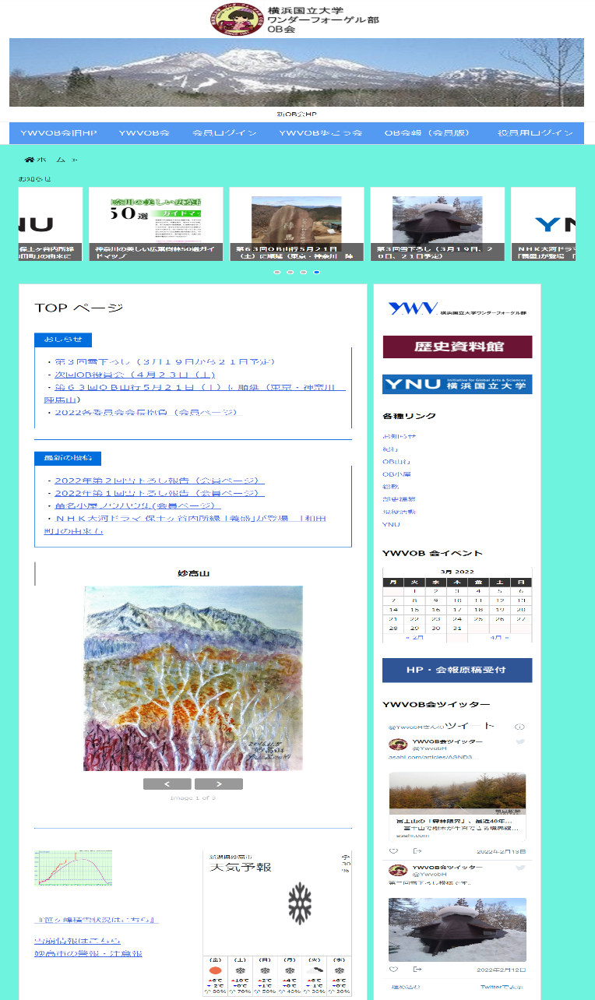 横浜国立大学
ワンダーフォーゲル部
OB会
新OB会HP
YWVOB会旧HP YWVOB会 会員ログイン YWVOB歩こう会 OB会報（会員版） 役員用ログイン
ホーム >
お知らせ
NU
保土ヶ谷内所縁
田町」の由来に
50選 ガイドマッ
神奈川の美しい広葉樹林50選ガイ
ドマップ
第６３回ＯＢ山行５月２１日
（土）に順延（東京・神奈川 陣
第３回雪下ろし（３月１９日、２
０日、２１日予定）
YN
ＮＨＫ大河ドラマ
「義盛」が登場
TOP ページ
おしらせ
・第３回雪下ろし（３月１９日から２１日予定）
・次回OB役員会（４月２３日（土）
・第６３回ＯＢ山行５月２１日（土）に順延（東京・神奈川
陣馬山）
・2022各委員会会長抱負（会員ページ）
最新の投稿
・2022年第２回雪下ろし報告（会員ページ）
・2022年第１回雪下ろし報告（会員ページ）
・苗名小屋ノウハウ集(会員ページ）
・ＮＨＫ大河ドラマ 保土ヶ谷内所縁「義盛」が登場 「和田
町」の由来ム
妙高山
2016.11.5
妙高山
< >
Image 1 of 3
『笹ヶ峰積雪状況はこちら』
雪崩情報はこちら
妙高市の警報・注意報
新潟県妙高市
天気予報
30
%
(金) (土) (日) (月) (火) (水)
6℃ 10℃ 2℃ 4℃ 6℃ 6℃
-2℃ 0℃ -1℃ 0℃ -1℃ 0℃
80% 70% 50% 40% 30% 20%
YWV 横浜国立大学ワンダーフォーゲル部
歴史資料館
YNU Initiative for Global Arts & Sciences
横浜国立大学
各種リンク
お知らせ
紀行
OB山行
OB小屋
総務
部史編纂
現役活動
YNU
YWVOB 会イベント
3月 2022
月 火 水 木 金 土 日
1 2 3 4 5 6
7 8 9 10 11 12 13
14 15 16 17 18 19 20
21 22 23 24 25 26 27
28 29 30 31
« 2月 4月 »
HP・会報原稿受付
YWVOB会ツイッター
@YwvobHさんのツイート
YWVOB会ツイッター
@YwvobH
asahi.com/articles/ASND3...
朝日新聞
富士山の「森林限界」、最近40年...
富士山で樹木が生育できる境界線...
asahi.com
2022年2月13日
YWVOB会ツイッター
@YwvobH
第二回雪下ろし模様です。
2022年2月12日
埋め込む Twitterで表示